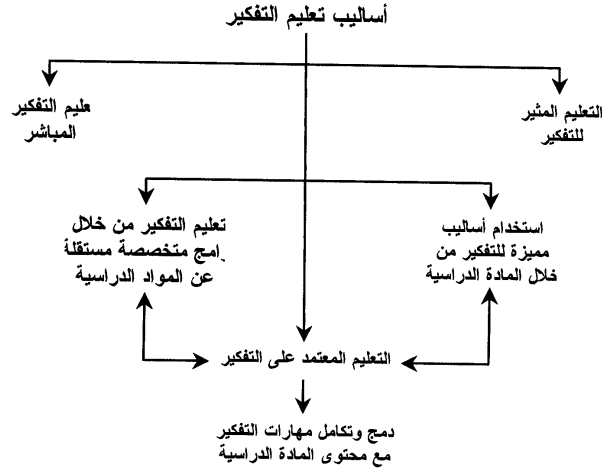 أساليب تعليم التفكير
التعليم المثير
للتفكير
عليم التفكير
المباشر
استخدام أساليب
مميزة للتفكير من
خلال المادة الدراسية
تعليم التفكير من خلال
امج متخصصة مستقلة
عن المواد الدراسية
التعليم المعتمد على التفكير
دمج وتكامل مهارات التفكير
مع محتوى المادة الدراسية